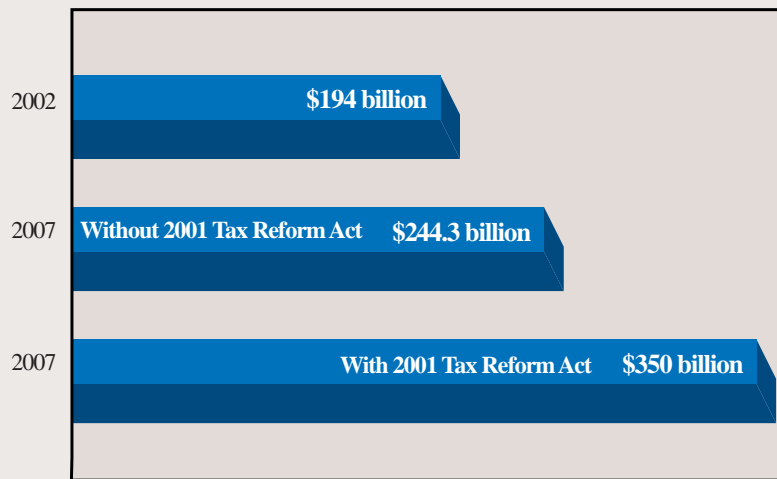 2002 $194 billion
2007 Without 2001 Tax Reform Act $244.3 billion
2007 With 2001 Tax Reform Act $350 billion